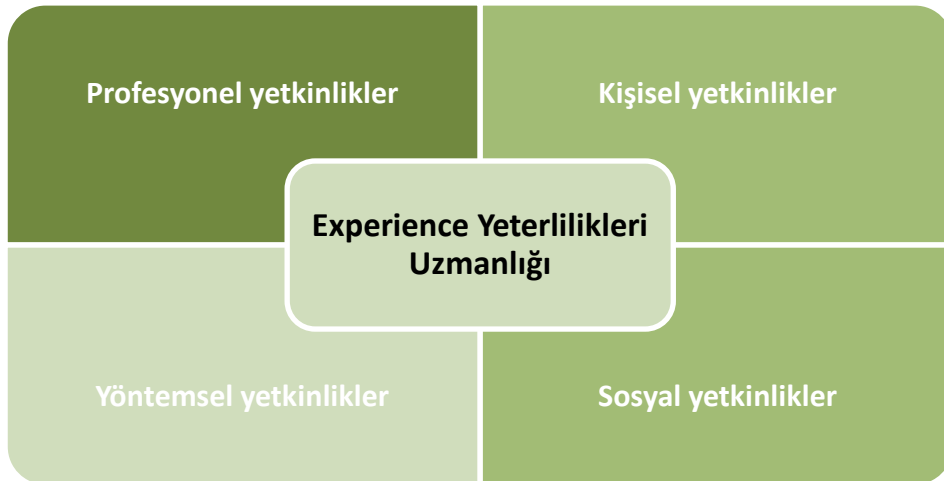 Profesyonel yetkinlikler
Kişisel yetkinlikler
Experience Yeterlilikleri
Uzmanlığı
Yöntemsel yetkinlikler
Sosyal yetkinlikler